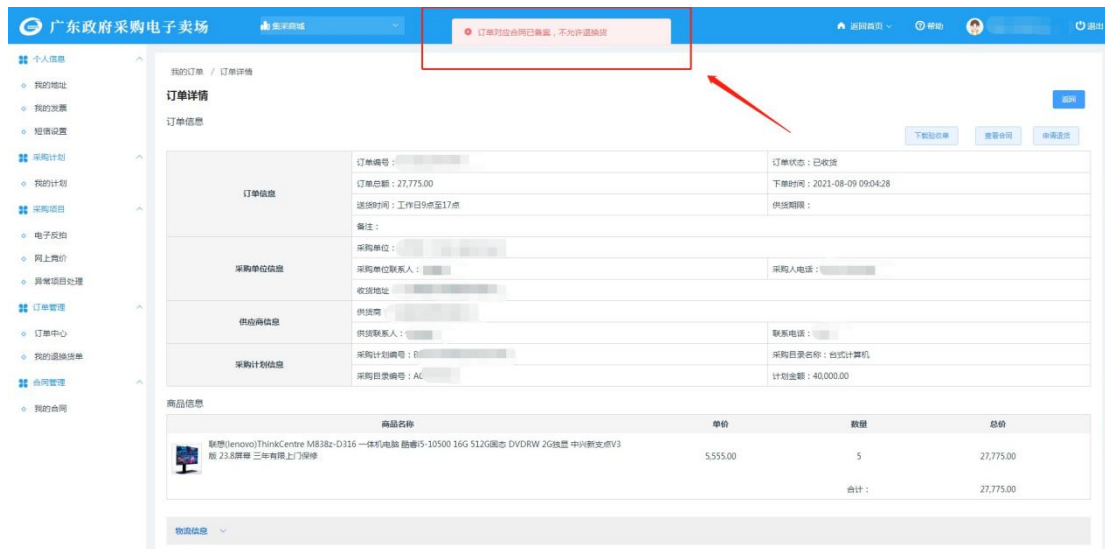 广东政府采购电子卖场
集采商城
订单对应合同已备案，不允许退换货
返回首页
帮助
退出
个人信息
我的地址
我的发票
短信设置
采购计划
我的计划
采购项目
电子反拍
网上竞价
异常项目处理
订单管理
订单中心
我的退换货单
合同管理
我的合同
我的订单 / 订单详情
订单详情
返回
订单信息
下载验收单 查看合同 申请退货
订单信息
订单编号：
订单状态：已收货
订单总额：27,775.00
下单时间：2021-08-09 09:04:28
送货时间：工作日9点至17点
供货期限：
备注：
采购单位信息
采购单位：
采购单位联系人：
采购人电话：
收货地址
供应商信息
供货商：
供货联系人：
联系电话：
采购计划信息
采购计划编号：
采购目录名称：台式计算机
采购目录编号：A0
计划金额：40,000.00
商品信息
商品名称 单价 数量 总价
联想(lenovo)ThinkCentre M838z-D316 一体机电脑 酷睿i5-10500 16G 512G固态 DVDRW 2G独显 中兴新支点V3
版 23.8屏幕 三年有限上门保修
5,555.00 5 27,775.00
合计： 27,775.00
物流信息